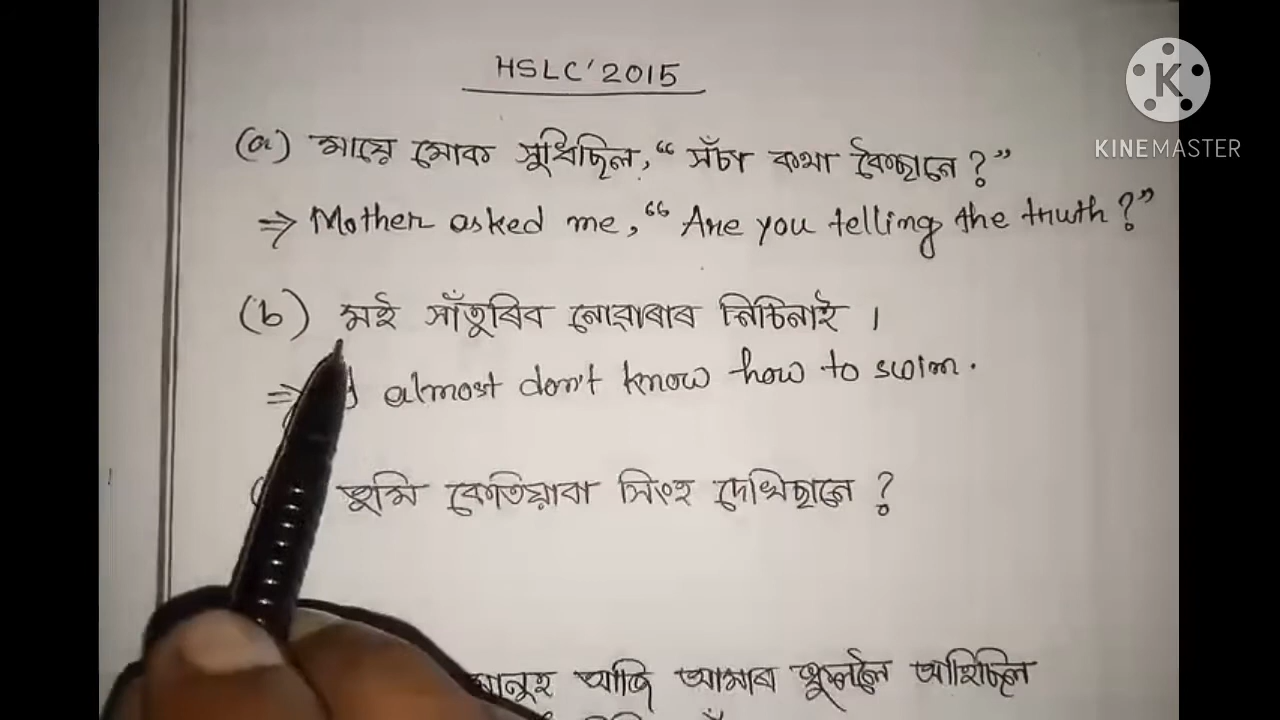 HSLC'2015
K
KINEMASTER
(a) মায়ে মোক সুধিছিল, “ সঁচা কথা কৈছানে ? ”
⇒ Mother asked me, “ Are you telling the truth ? ”
(b) মই সাঁতুৰিব নোৱাৰাৰ নিচিনাই ।
⇒ I almost don't know how to swim .
তুমি কেতিয়াবা সিংহ দেখিছানে ?
মানুহ আজি আমাৰ স্কুললৈ আহিছিল